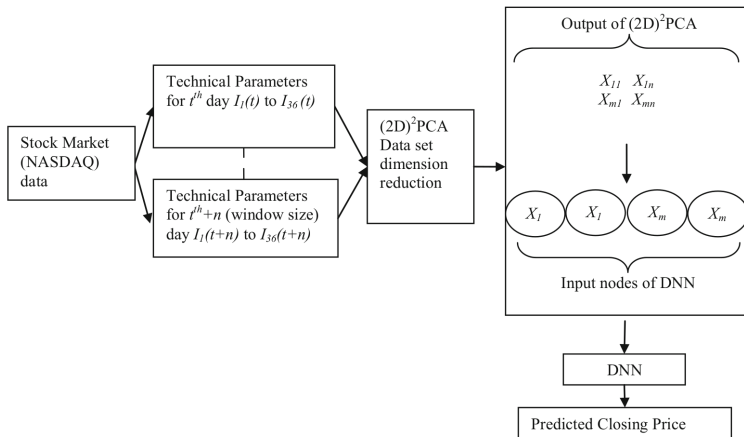 Stock Market
(NASDAQ)
data
Technical Parameters
for tth day I1(t) to I36(t)
Technical Parameters
for tth+n (window size)
day I1(t+n) to I36(t+n)
(2D)2PCA
Data set
dimension
reduction
Output of (2D)2PCA
X11 X1n
Xm1 Xmn
X1 X1 Xm Xm
Input nodes of DNN
DNN
Predicted Closing Price